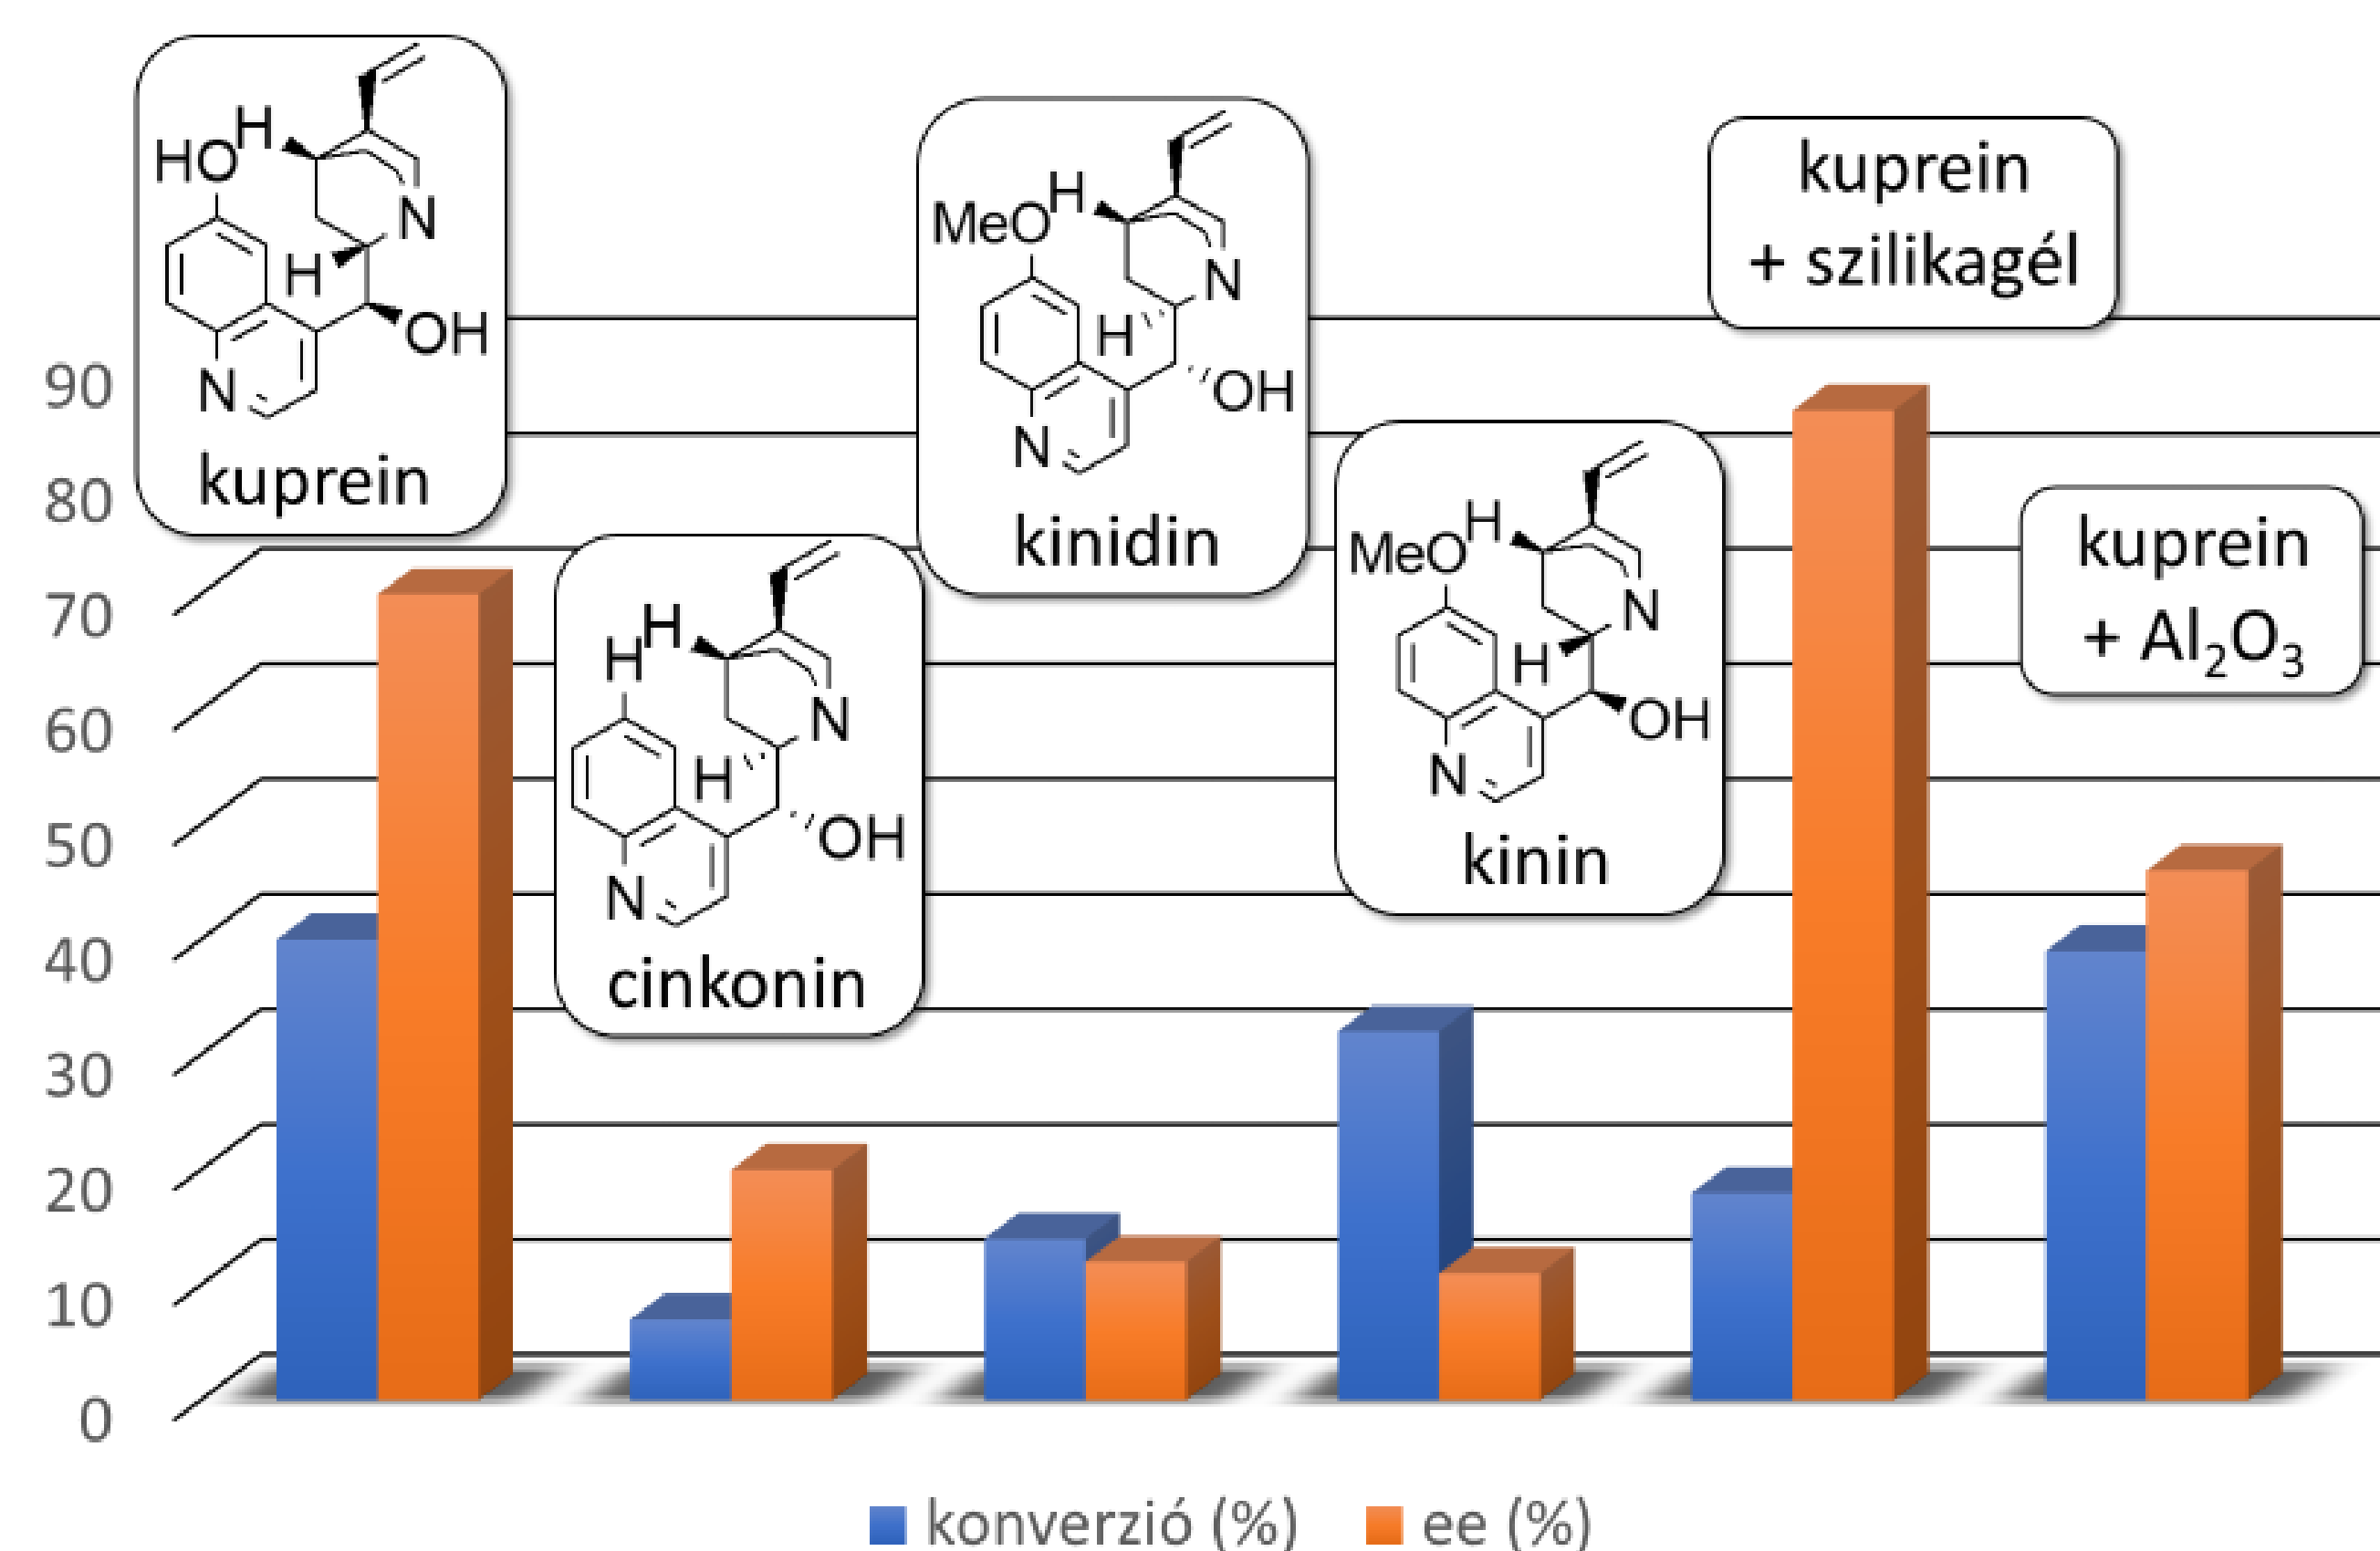 HO
H
N
H
OH
N
kuprein
H
H
N
H
OH
N
cinkonin
MeO
H
N
H
OH
N
kinidin
MeO
H
N
H
OH
N
kinin
kuprein
+ szilikagél
kuprein
+ Al₂O₃
90
80
70
60
50
40
30
20
10
0
konverzió (%)
ee (%)